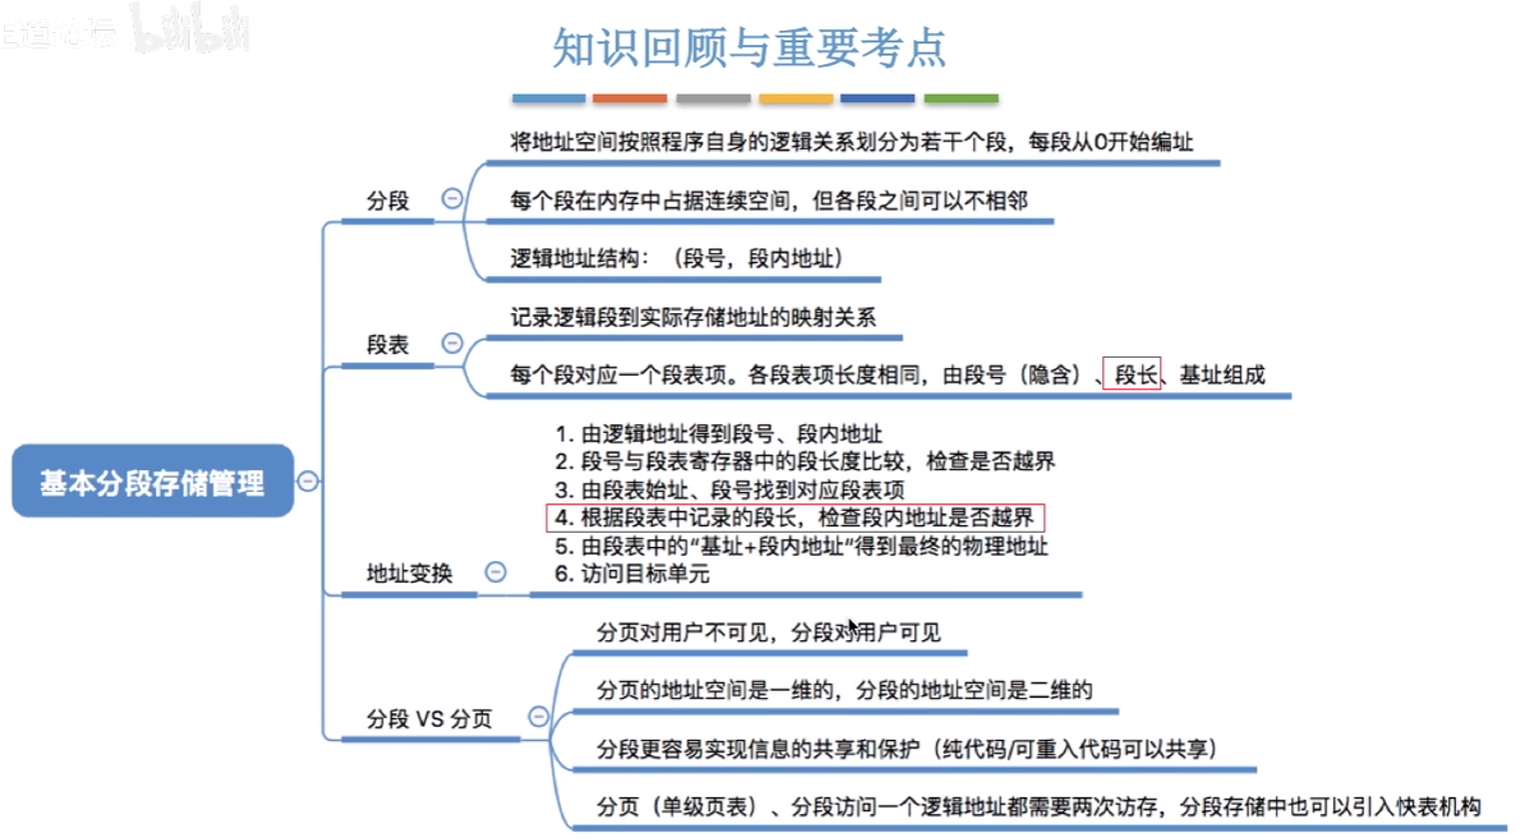 王道论坛 bilibili
知识回顾与重要考点
将地址空间按照程序自身的逻辑关系划分为若干个段，每段从0开始编址
分段
每个段在内存中占据连续空间，但各段之间可以不相邻
逻辑地址结构：（段号，段内地址）
记录逻辑段到实际存储地址的映射关系
段表
每个段对应一个段表项。各段表项长度相同，由段号（隐含）、段长、基址组成
基本分段存储管理
1. 由逻辑地址得到段号、段内地址
2. 段号与段表寄存器中的段长度比较，检查是否越界
3. 由段表始址、段号找到对应段表项
4. 根据段表中记录的段长，检查段内地址是否越界
5. 由段表中的“基址+段内地址”得到最终的物理地址
6. 访问目标单元
地址变换
分页对用户不可见，分段对用户可见
分页的地址空间是一维的，分段的地址空间是二维的
分段 VS 分页
分段更容易实现信息的共享和保护（纯代码/可重入代码可以共享）
分页（单级页表）、分段访问一个逻辑地址都需要两次访存，分段存储中也可以引入快表机构